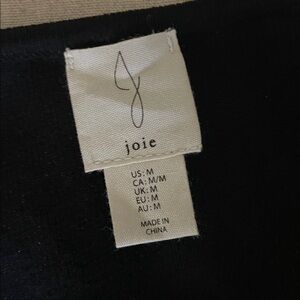 J
joie
US: M
CA: M/M
UK: M
EU: M
AU: M
MADE IN
CHINA